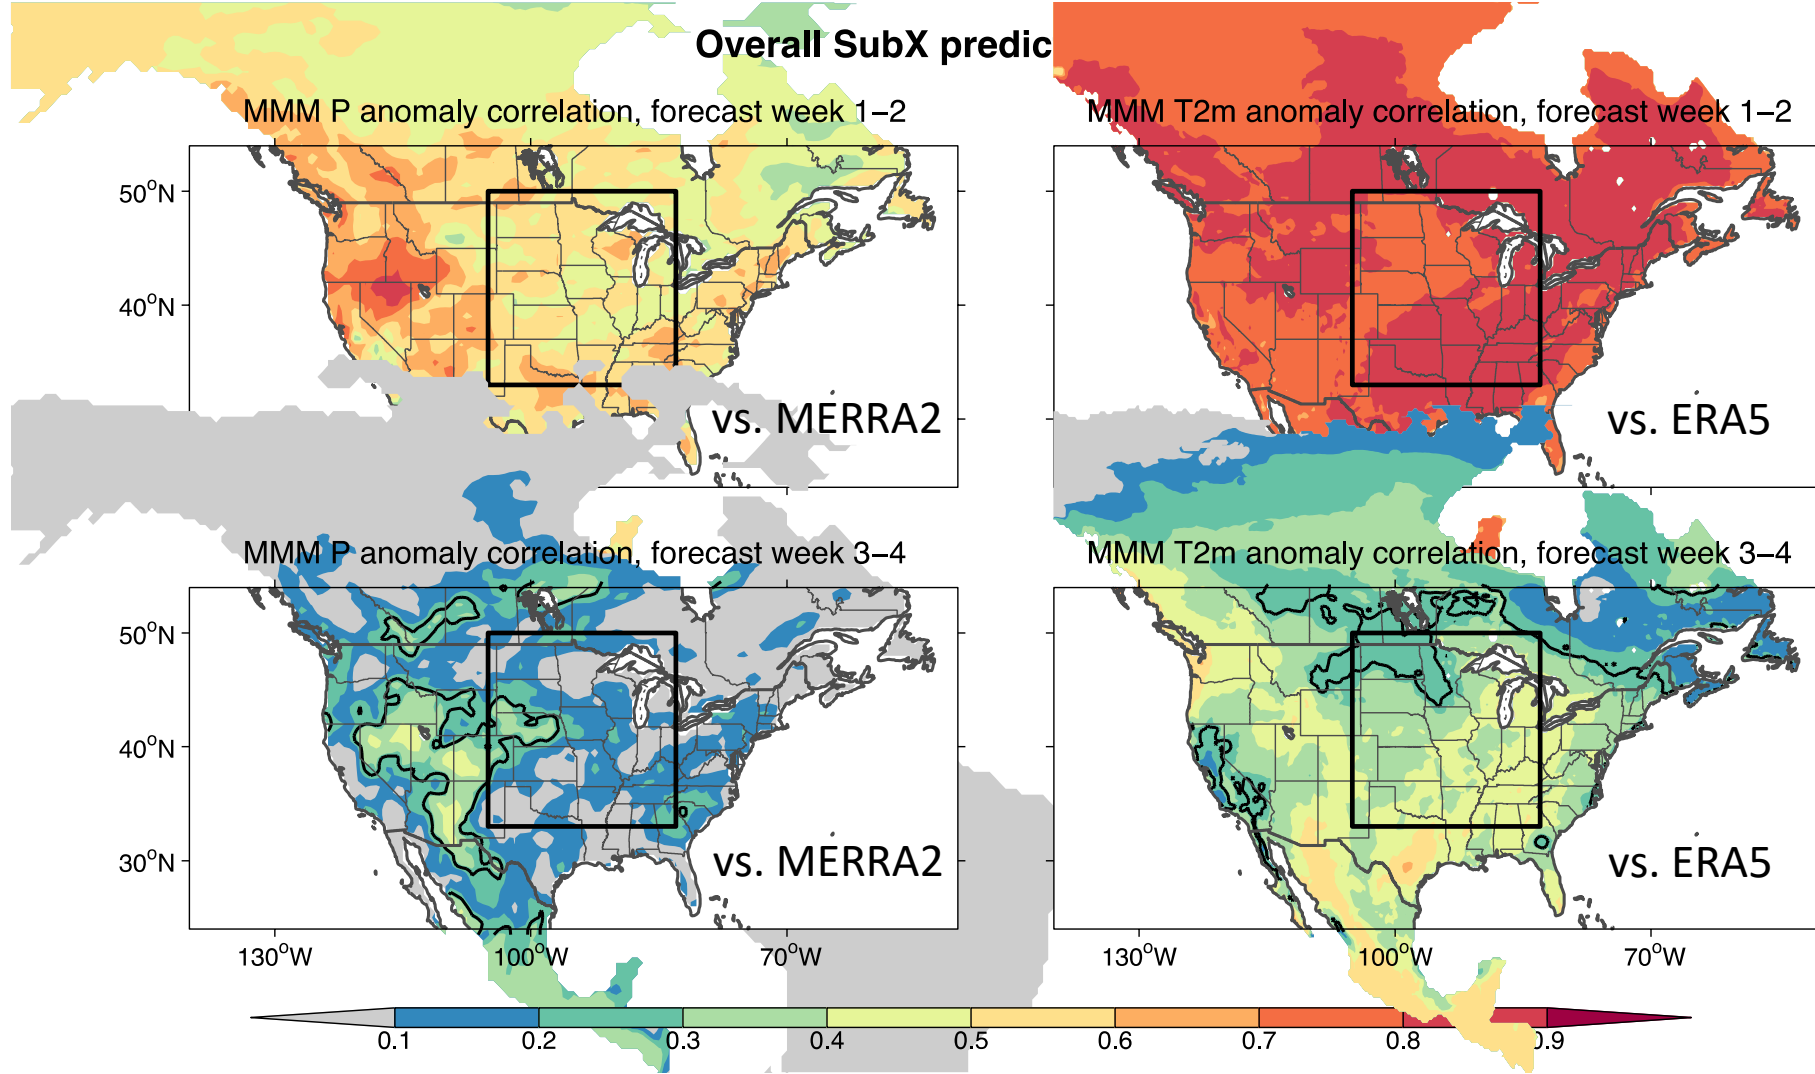 Overall SubX predic
MMM P anomaly correlation, forecast week 1−2
MMM T2m anomaly correlation, forecast week 1−2
50°N
40°N
vs. MERRA2
vs. ERA5
MMM P anomaly correlation, forecast week 3−4
MMM T2m anomaly correlation, forecast week 3−4
50°N
40°N
30°N
vs. MERRA2
vs. ERA5
130°W 100°W 70°W
130°W 100°W 70°W
0.1 0.2 0.3 0.4 0.5 0.6 0.7 0.8 0.9